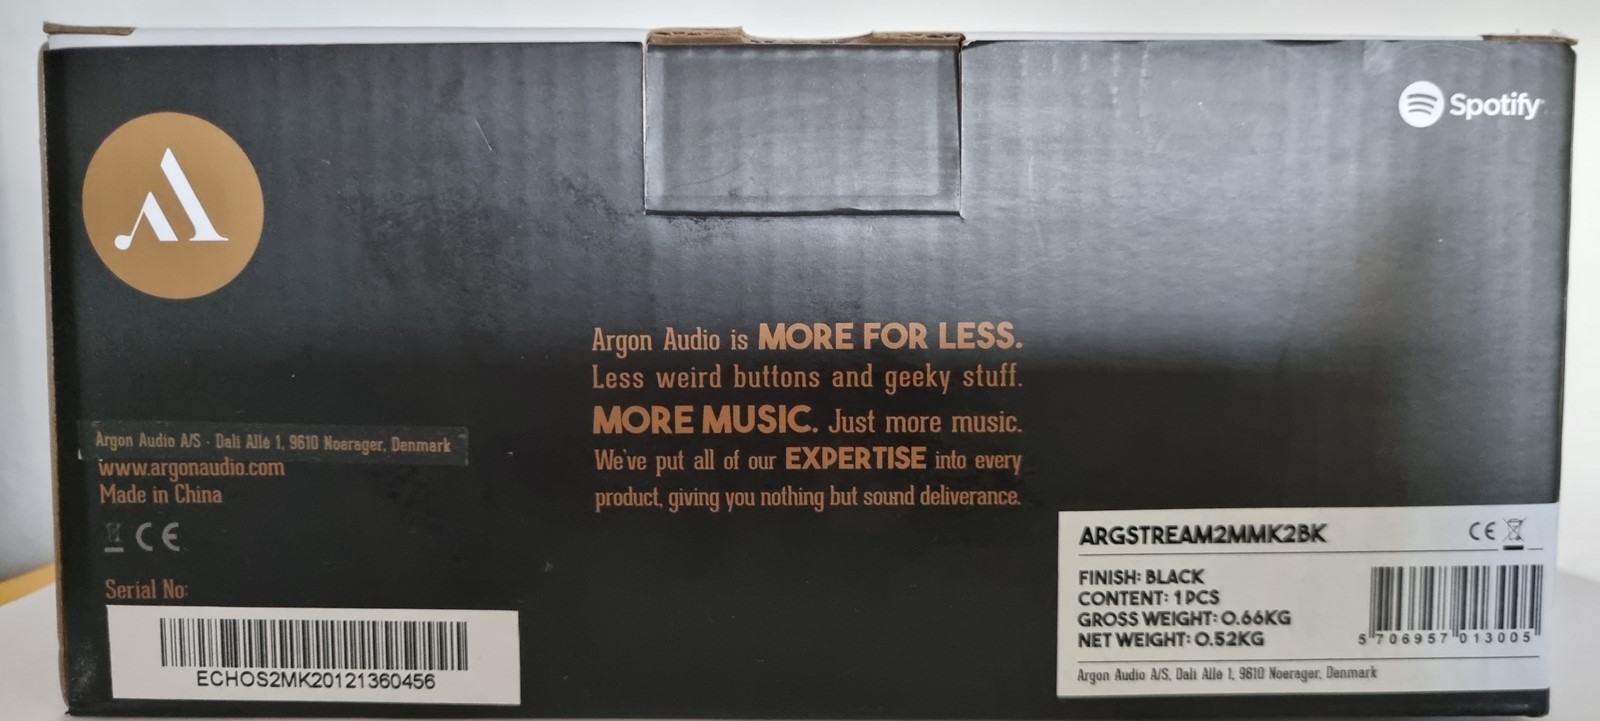 Spotify
Argon Audio is MORE FOR LESS.
Less weird buttons and geeky stuff.
MORE MUSIC. Just more music.
We've put all of our EXPERTISE into every
product, giving you nothing but sound deliverance.
Argon Audio A/S · Dali Allé 1, 9610 Noerager, Denmark
www.argonaudio.com
Made in China
CE
Serial No:
ECHOS2MK20121360456
ARGSTREAM2MMK2BK CE
FINISH: BLACK
CONTENT: 1 PCS
GROSS WEIGHT: 0.66KG
NET WEIGHT: 0.52KG
5 706957 013005
Argon Audio A/S, Dali Allé 1, 9610 Noerager, Denmark